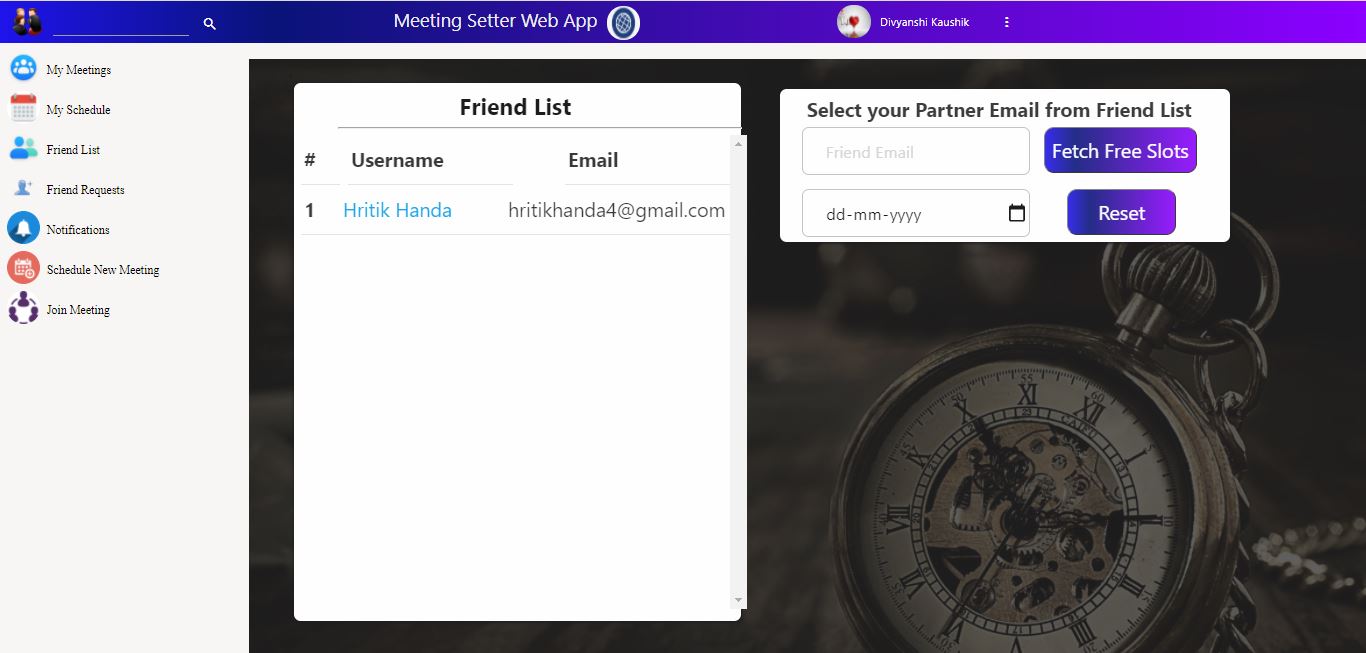 Meeting Setter Web App
Divyanshi Kaushik
My Meetings
My Schedule
Friend List
Friend Requests
Notifications
Schedule New Meeting
Join Meeting
Friend List
# Username Email
1 Hritik Handa hritikhanda4@gmail.com
Select your Partner Email from Friend List
Friend Email
Fetch Free Slots
dd-mm-yyyy
Reset